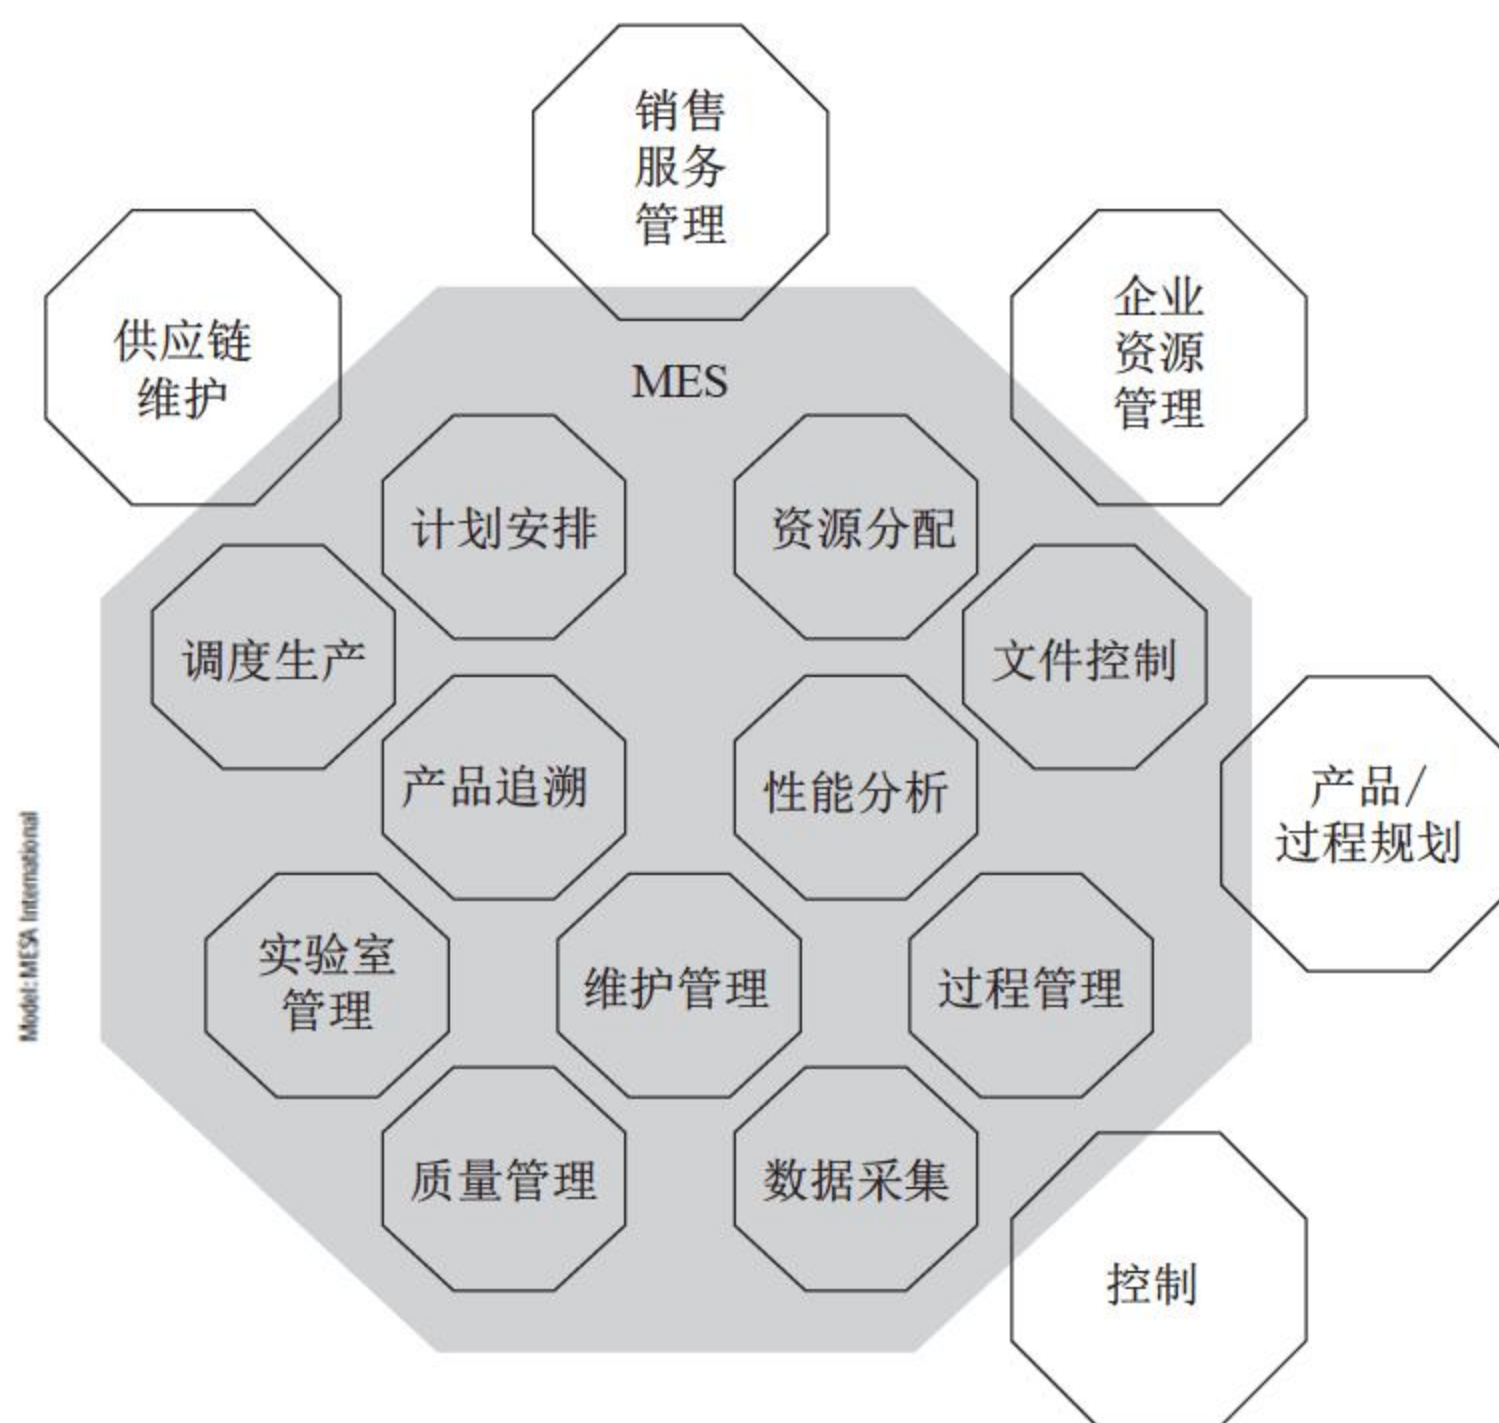 销售
服务
管理
供应链
维护
企业
资源
管理
MES
计划安排
资源分配
调度生产
文件控制
产品追溯
性能分析
产品/
过程规划
实验室
管理
维护管理
过程管理
质量管理
数据采集
控制
Model: MESA International